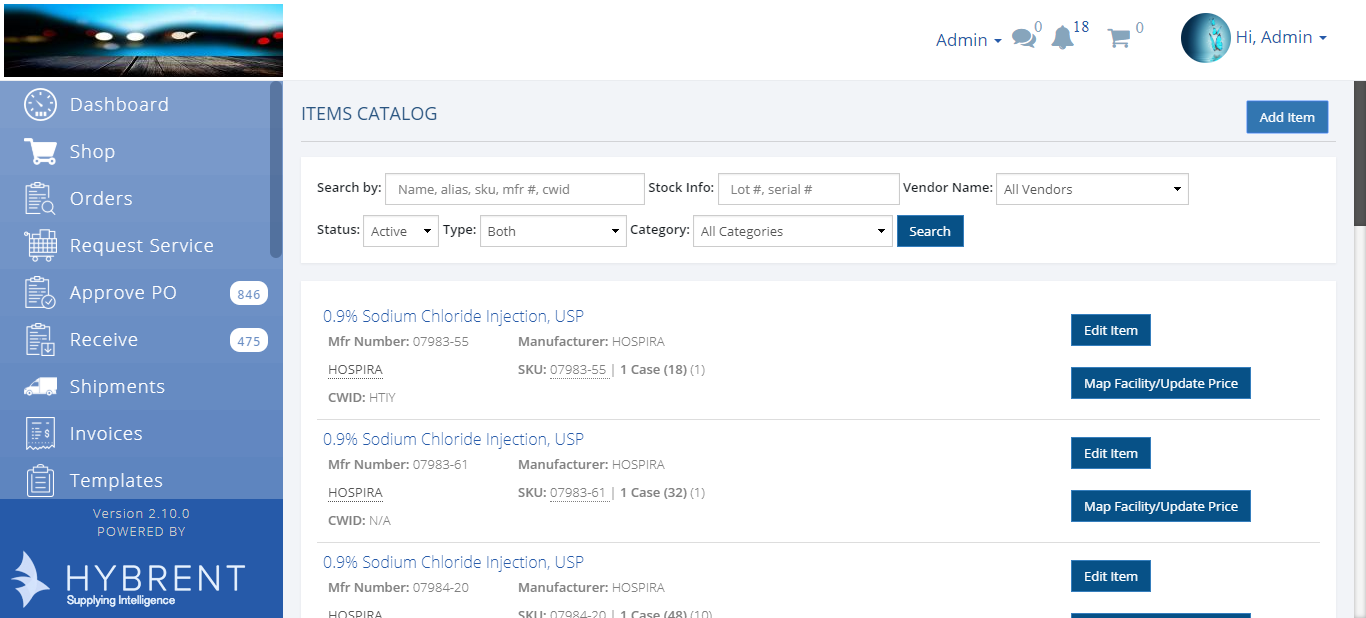 Admin 0 18 0 Hi, Admin
Dashboard
Shop
Orders
Request Service
Approve PO 846
Receive 475
Shipments
Invoices
Templates
Version 2.10.0
POWERED BY
HYBRENT
Supplying Intelligence
ITEMS CATALOG Add Item
Search by: Name, alias, sku, mfr #, cwid Stock Info: Lot #, serial # Vendor Name: All Vendors
Status: Active Type: Both Category: All Categories Search
0.9% Sodium Chloride Injection, USP
Edit Item
Mfr Number: 07983-55 Manufacturer: HOSPIRA
HOSPIRA SKU: 07983-55 | 1 Case (18) (1)
Map Facility/Update Price
CWID: HTIY
0.9% Sodium Chloride Injection, USP
Edit Item
Mfr Number: 07983-61 Manufacturer: HOSPIRA
HOSPIRA SKU: 07983-61 | 1 Case (32) (1)
Map Facility/Update Price
CWID: N/A
0.9% Sodium Chloride Injection, USP
Edit Item
Mfr Number: 07984-20 Manufacturer: HOSPIRA
HOSPIRA SKU: 07984-20 | 1 Case (48) (10)